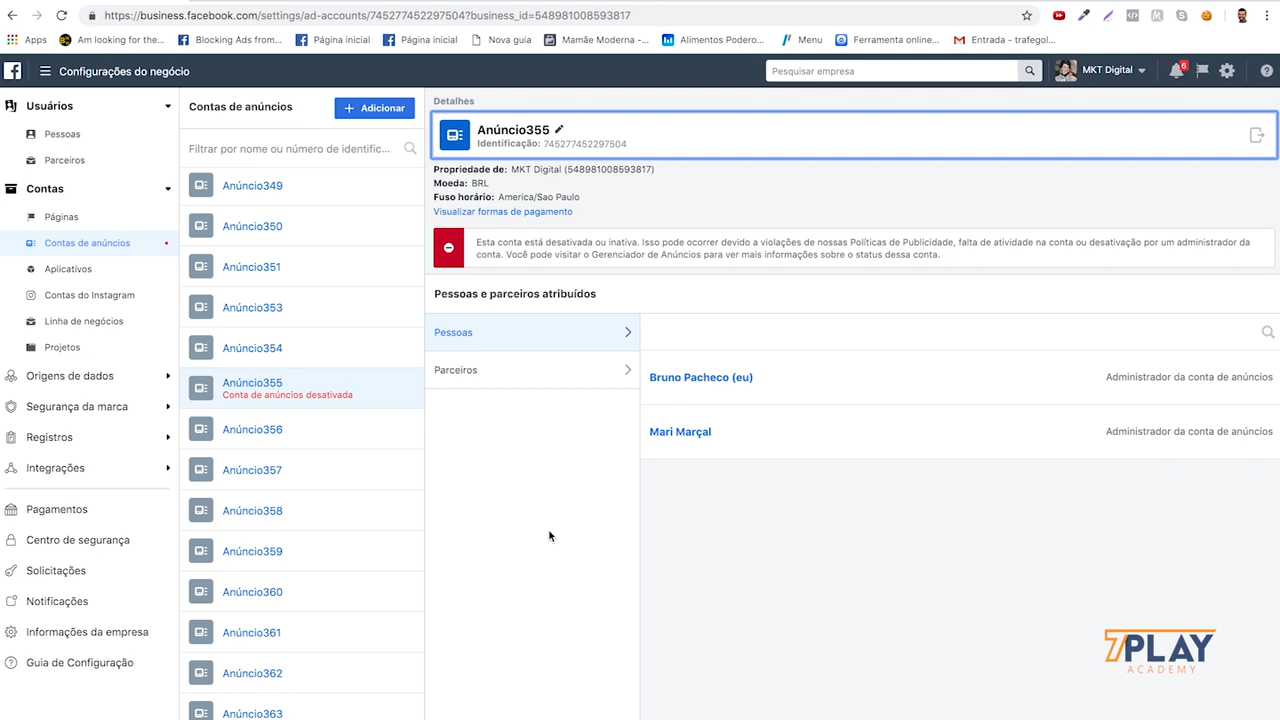 https://business.facebook.com/settings/ad-accounts/745277452297504?business_id=548981008593817
Apps
Am looking for the...
Blocking Ads from...
Página inicial
Página inicial
Nova guia
Mamãe Moderna -...
Alimentos Podero...
Menu
Ferramenta online...
Entrada - trafegol...
Configurações do negócio
Pesquisar empresa
MKT Digital
6
Usuários
Pessoas
Parceiros
Contas
Páginas
Contas de anúncios
Aplicativos
Contas do Instagram
Linha de negócios
Projetos
Origens de dados
Segurança da marca
Registros
Integrações
Pagamentos
Centro de segurança
Solicitações
Notificações
Informações da empresa
Guia de Configuração
Contas de anúncios
+ Adicionar
Filtrar por nome ou número de identific...
Anúncio349
Anúncio350
Anúncio351
Anúncio353
Anúncio354
Anúncio355
Conta de anúncios desativada
Anúncio356
Anúncio357
Anúncio358
Anúncio359
Anúncio360
Anúncio361
Anúncio362
Anúncio363
Detalhes
Anúncio355
Identificação: 745277452297504
Propriedade de: MKT Digital (548981008593817)
Moeda: BRL
Fuso horário: America/Sao Paulo
Visualizar formas de pagamento
Esta conta está desativada ou inativa. Isso pode ocorrer devido a violações de nossas Políticas de Publicidade, falta de atividade na conta ou desativação por um administrador da
conta. Você pode visitar o Gerenciador de Anúncios para ver mais informações sobre o status dessa conta.
Pessoas e parceiros atribuídos
Pessoas
Parceiros
Bruno Pacheco (eu)
Administrador da conta de anúncios
Mari Marçal
Administrador da conta de anúncios
7PLAY
ACADEMY